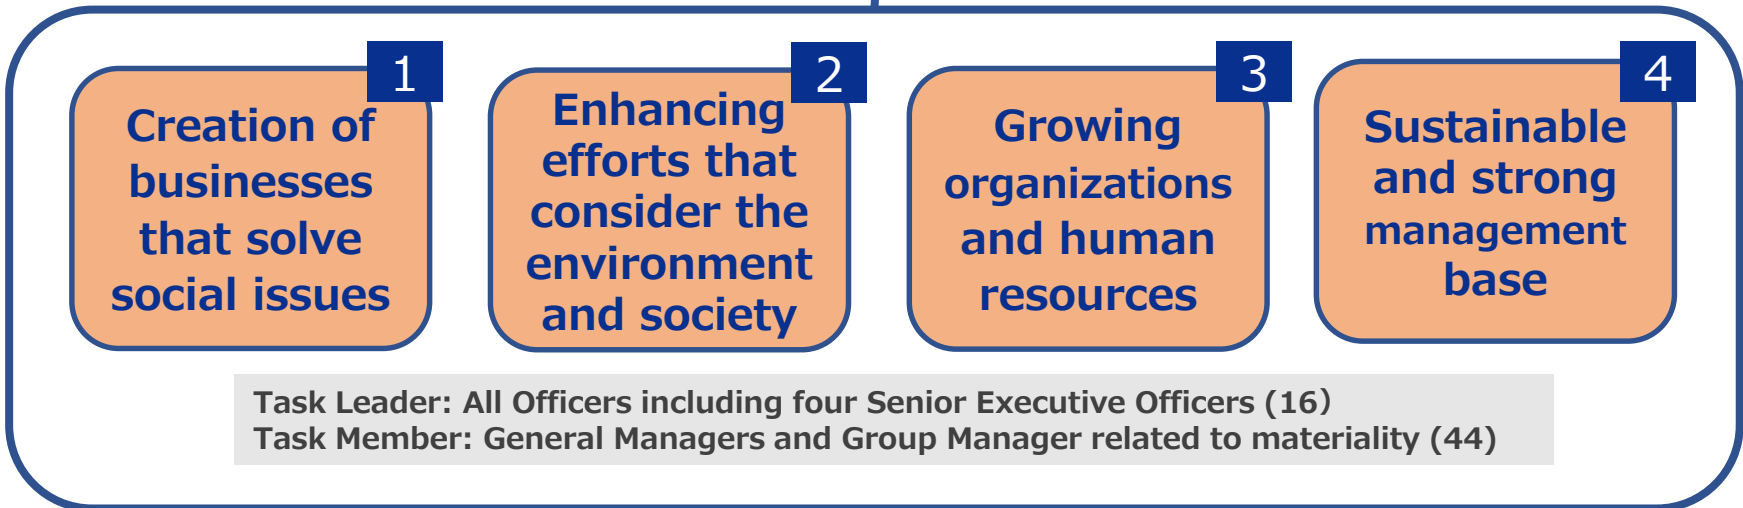 1
Creation of
businesses
that solve
social issues
2
Enhancing
efforts that
consider the
environment
and society
3
Growing
organizations
and human
resources
4
Sustainable
and strong
management
base
Task Leader: All Officers including four Senior Executive Officers (16）
Task Member: General Managers and Group Manager related to materiality (44)